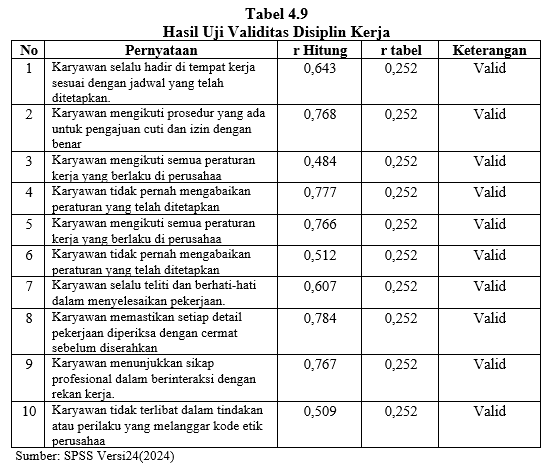 Tabel 4.9
Hasil Uji Validitas Disiplin Kerja
No Pernyataan r Hitung r tabel Keterangan
1 Karyawan selalu hadir di tempat kerja 0,643 0,252 Valid
sesuai dengan jadwal yang telah
ditetapkan.
2 Karyawan mengikuti prosedur yang ada 0,768 0,252 Valid
untuk pengajuan cuti dan izin dengan
benar
3 Karyawan mengikuti semua peraturan 0,484 0,252 Valid
kerja yang berlaku di perusahaa
4 Karyawan tidak pernah mengabaikan 0,777 0,252 Valid
peraturan yang telah ditetapkan
5 Karyawan mengikuti semua peraturan 0,766 0,252 Valid
kerja yang berlaku di perusahaa
6 Karyawan tidak pernah mengabaikan 0,512 0,252 Valid
peraturan yang telah ditetapkan
7 Karyawan selalu teliti dan berhati-hati 0,607 0,252 Valid
dalam menyelesaikan pekerjaan.
8 Karyawan memastikan setiap detail 0,784 0,252 Valid
pekerjaan diperiksa dengan cermat
sebelum diserahkan
9 Karyawan menunjukkan sikap 0,767 0,252 Valid
profesional dalam berinteraksi dengan
rekan kerja.
10 Karyawan tidak terlibat dalam tindakan 0,509 0,252 Valid
atau perilaku yang melanggar kode etik
perusahaa
Sumber: SPSS Versi24(2024)